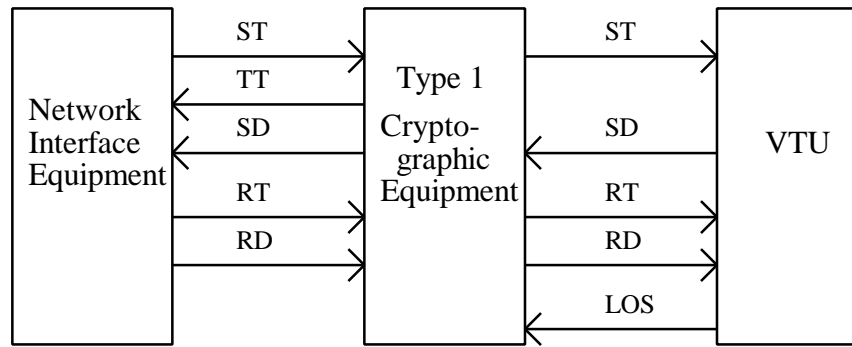 ST
ST
TT
Type 1
Network
Interface
Equipment
SD
Crypto-
graphic
Equipment
SD
VTU
RT
RT
RD
RD
LOS